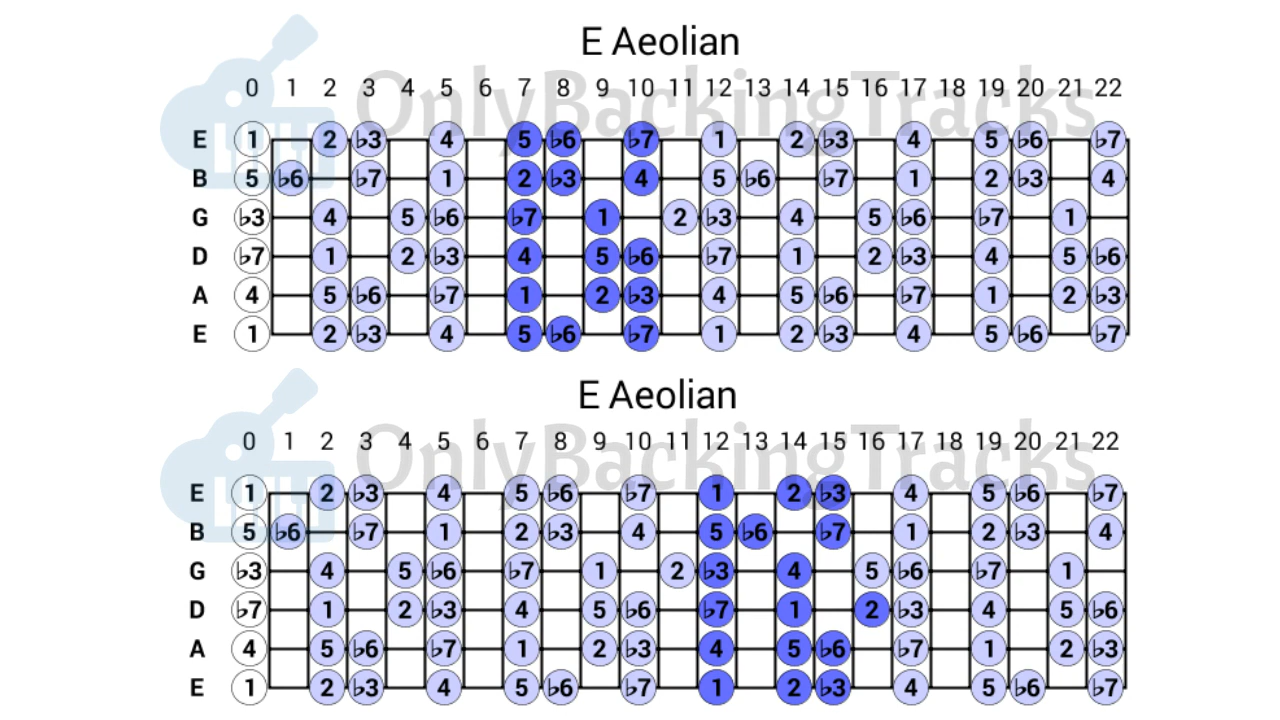 E Aeolian
0 1 2 3 4 5 6 7 8 9 10 11 12 13 14 15 16 17 18 19 20 21 22
OnlyBackingTracks
E 1 2 ♭3 4 5 ♭6 ♭7 1 2 ♭3 4 5 ♭6 ♭7
B 5 ♭6 ♭7 1 2 ♭3 4 5 ♭6 ♭7 1 2 ♭3 4
G ♭3 4 5 ♭6 ♭7 1 2 ♭3 4 5 ♭6 ♭7 1
D ♭7 1 2 ♭3 4 5 ♭6 ♭7 1 2 ♭3 4 5 ♭6
A 4 5 ♭6 ♭7 1 2 ♭3 4 5 ♭6 ♭7 1 2 ♭3
E 1 2 ♭3 4 5 ♭6 ♭7 1 2 ♭3 4 5 ♭6 ♭7
E Aeolian
0 1 2 3 4 5 6 7 8 9 10 11 12 13 14 15 16 17 18 19 20 21 22
OnlyBackingTracks
E 1 2 ♭3 4 5 ♭6 ♭7 1 2 ♭3 4 5 ♭6 ♭7
B 5 ♭6 ♭7 1 2 ♭3 4 5 ♭6 ♭7 1 2 ♭3 4
G ♭3 4 5 ♭6 ♭7 1 2 ♭3 4 5 ♭6 ♭7 1
D ♭7 1 2 ♭3 4 5 ♭6 ♭7 1 2 ♭3 4 5 ♭6
A 4 5 ♭6 ♭7 1 2 ♭3 4 5 ♭6 ♭7 1 2 ♭3
E 1 2 ♭3 4 5 ♭6 ♭7 1 2 ♭3 4 5 ♭6 ♭7